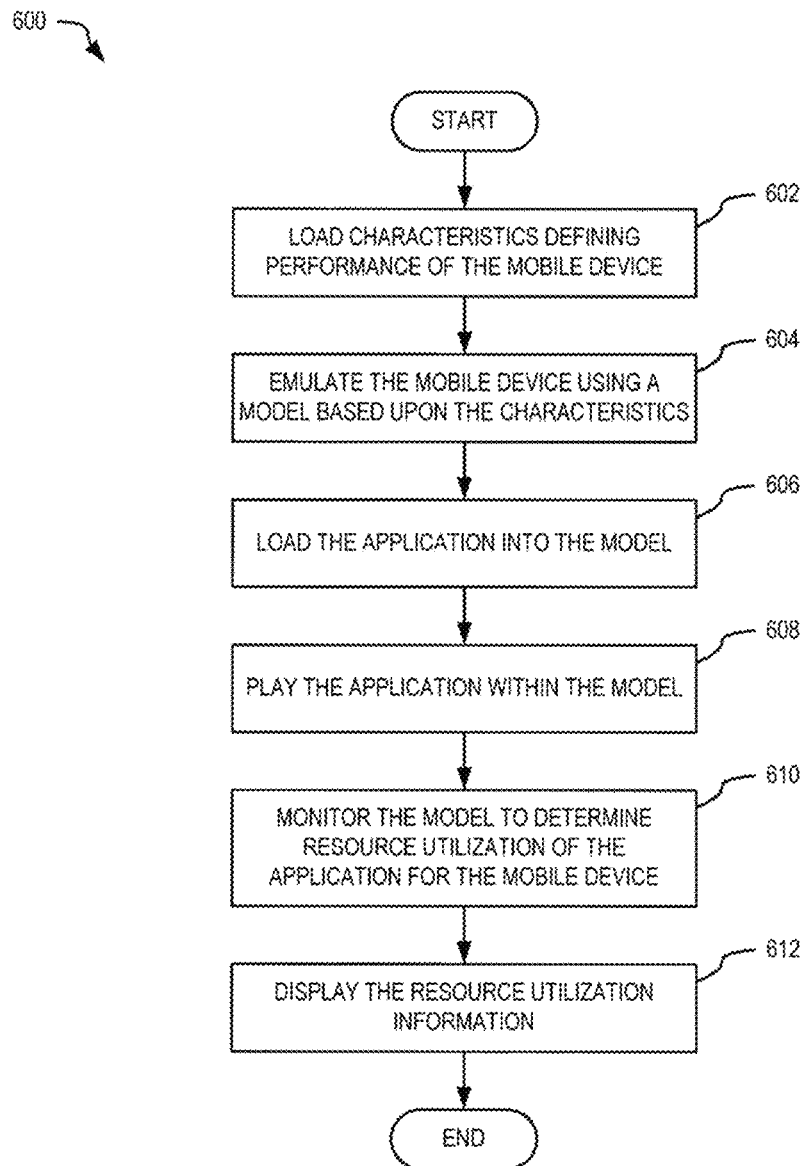 600
START
602
LOAD CHARACTERISTICS DEFINING
PERFORMANCE OF THE MOBILE DEVICE
604
EMULATE THE MOBILE DEVICE USING A
MODEL BASED UPON THE CHARACTERISTICS
606
LOAD THE APPLICATION INTO THE MODEL
608
PLAY THE APPLICATION WITHIN THE MODEL
610
MONITOR THE MODEL TO DETERMINE
RESOURCE UTILIZATION OF THE
APPLICATION FOR THE MOBILE DEVICE
612
DISPLAY THE RESOURCE UTILIZATION
INFORMATION
END